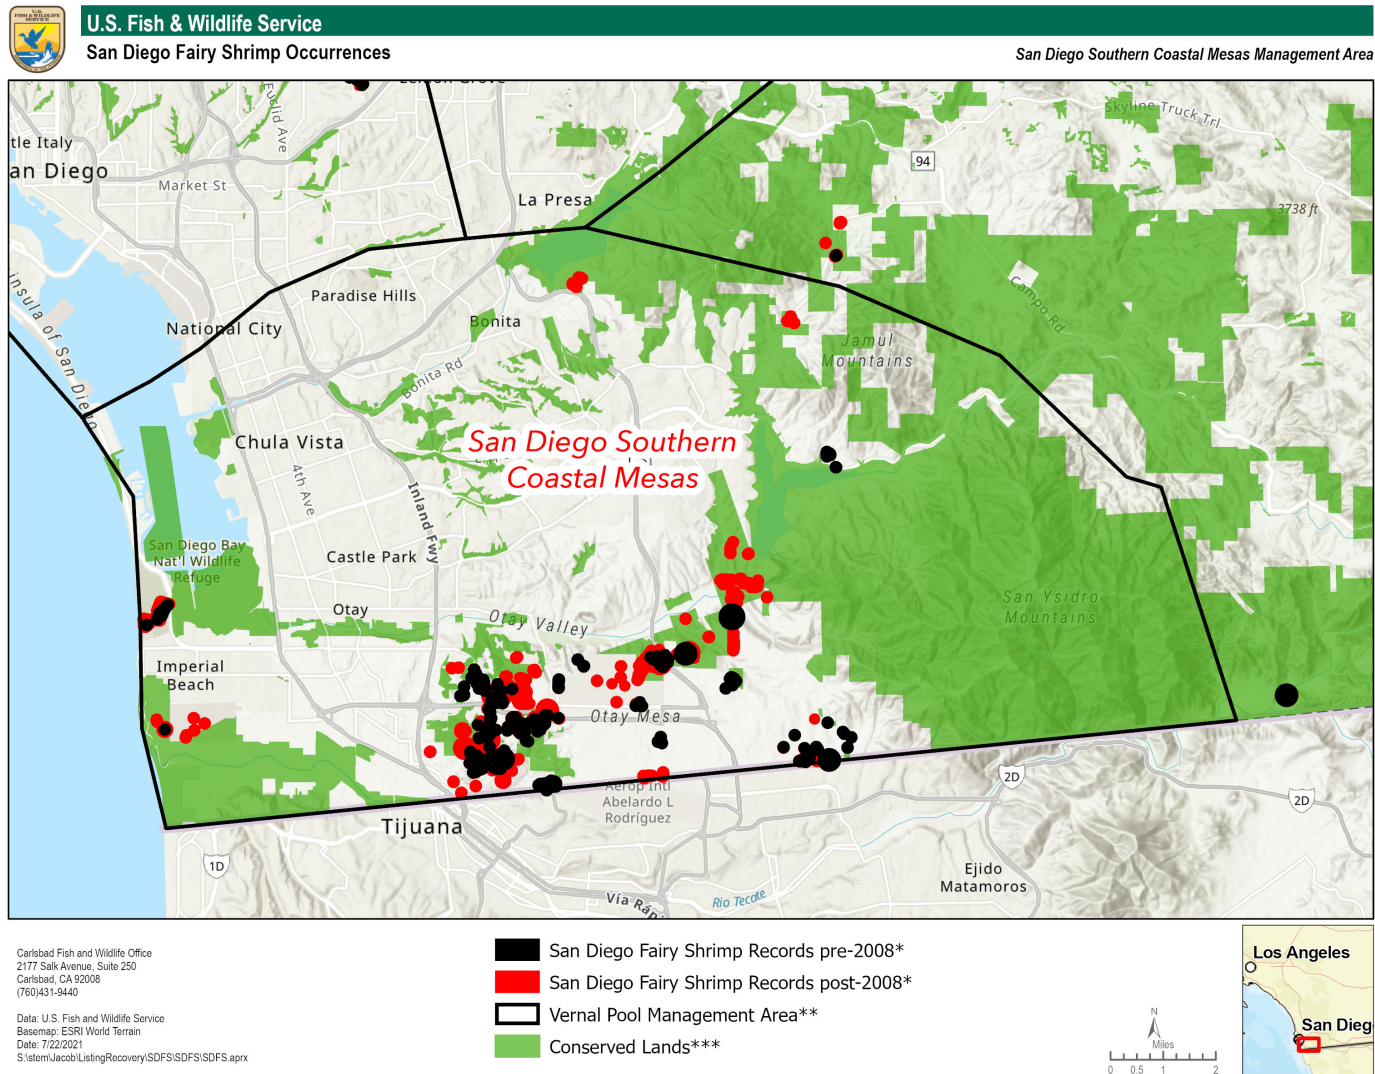 U.S.
FISH & WILDLIFE
SERVICE
U.S. Fish & Wildlife Service
San Diego Fairy Shrimp Occurrences
San Diego Southern Coastal Mesas Management Area
Euclid Ave
Skyline Truck Trl
tle Italy
an Diego
Market St
94
La Presa
3738 ft
insula of San Diego
Paradise Hills
National City
Bonita
Campo Rd
Jamul
Mountains
Bonita Rd
Chula Vista
San Diego Southern
Coastal Mesas
4th Ave
Inland Fwy
San Diego Bay
Nat'l Wildlife
Refuge
Castle Park
Otay
Otay Valley
San Ysidro
Mountains
Imperial
Beach
Otay Mesa
2D
2D
Aerop Intl
Abelardo L
Rodríguez
Tijuana
1D
Ejido
Matamoros
Vía Ráp
Rio Tecate
Carlsbad Fish and Wildlife Office
2177 Salk Avenue, Suite 250
Carlsbad, CA 92008
(760)431-9440
Data: U.S. Fish and Wildlife Service
Basemap: ESRI World Terrain
Date: 7/22/2021
S:\stem\Jacob\ListingRecovery\SDFS\SDFS\SDFS.aprx
San Diego Fairy Shrimp Records pre-2008*
San Diego Fairy Shrimp Records post-2008*
Vernal Pool Management Area**
Conserved Lands***
N
Miles
0 0.5 1 2
Los Angeles
San Dieg